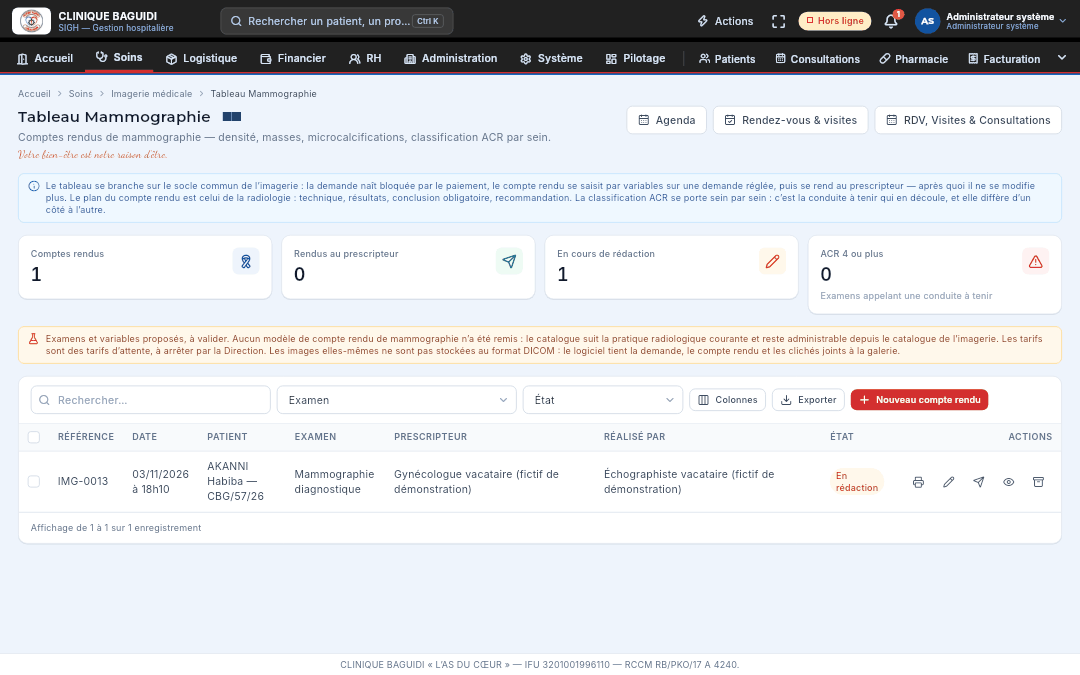 CLINIQUE BAGUIDI
SIGH — Gestion hospitalière
Rechercher un patient, un pro... Ctrl K
Actions
Hors ligne
1
AS
Administrateur système
Administrateur système
Accueil Soins Logistique Financier RH Administration Système Pilotage Patients Consultations Pharmacie Facturation
Accueil > Soins > Imagerie médicale > Tableau Mammographie
Tableau Mammographie
Comptes rendus de mammographie — densité, masses, microcalcifications, classification ACR par sein.
Votre bien-être est notre raison d'être.
Agenda
Rendez-vous & visites
RDV, Visites & Consultations
Le tableau se branche sur le socle commun de l'imagerie : la demande naît bloquée par le paiement, le compte rendu se saisit par variables sur une demande réglée, puis se rend au prescripteur — après quoi il ne se modifie
plus. Le plan du compte rendu est celui de la radiologie : technique, résultats, conclusion obligatoire, recommandation. La classification ACR se porte sein par sein : c'est la conduite à tenir qui en découle, et elle diffère d'un
côté à l'autre.
Comptes rendus
1
Rendus au prescripteur
0
En cours de rédaction
1
ACR 4 ou plus
0
Examens appelant une conduite à tenir
Examens et variables proposés, à valider. Aucun modèle de compte rendu de mammographie n'a été remis : le catalogue suit la pratique radiologique courante et reste administrable depuis le catalogue de l'imagerie. Les tarifs
sont des tarifs d'attente, à arrêter par la Direction. Les images elles-mêmes ne sont pas stockées au format DICOM : le logiciel tient la demande, le compte rendu et les clichés joints à la galerie.
Rechercher...
Examen
État
Colonnes
Exporter
+ Nouveau compte rendu
RÉFÉRENCE DATE PATIENT EXAMEN PRESCRIPTEUR RÉALISÉ PAR ÉTAT ACTIONS
IMG-0013
03/11/2026
à 18h10
AKANNI
Habiba —
CBG/57/26
Mammographie
diagnostique
Gynécologue vacataire (fictif de
démonstration)
Échographiste vacataire (fictif de
démonstration)
En
rédaction
Affichage de 1 à 1 sur 1 enregistrement
CLINIQUE BAGUIDI « L'AS DU CŒUR » — IFU 3201001996110 — RCCM RB/PKO/17 A 4240.